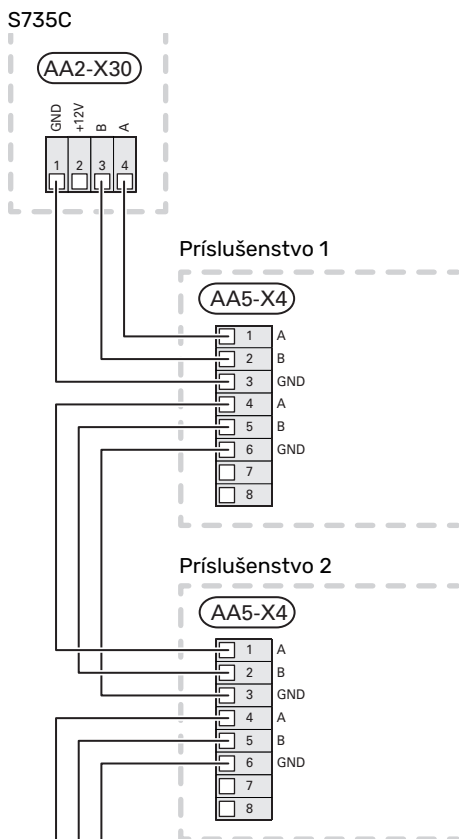 S735C
AA2-X30
GND +12V B A
1 2 3 4
Príslušenstvo 1
AA5-X4
1 A
2 B
3 GND
4 A
5 B
6 GND
7
8
Príslušenstvo 2
AA5-X4
1 A
2 B
3 GND
4 A
5 B
6 GND
7
8